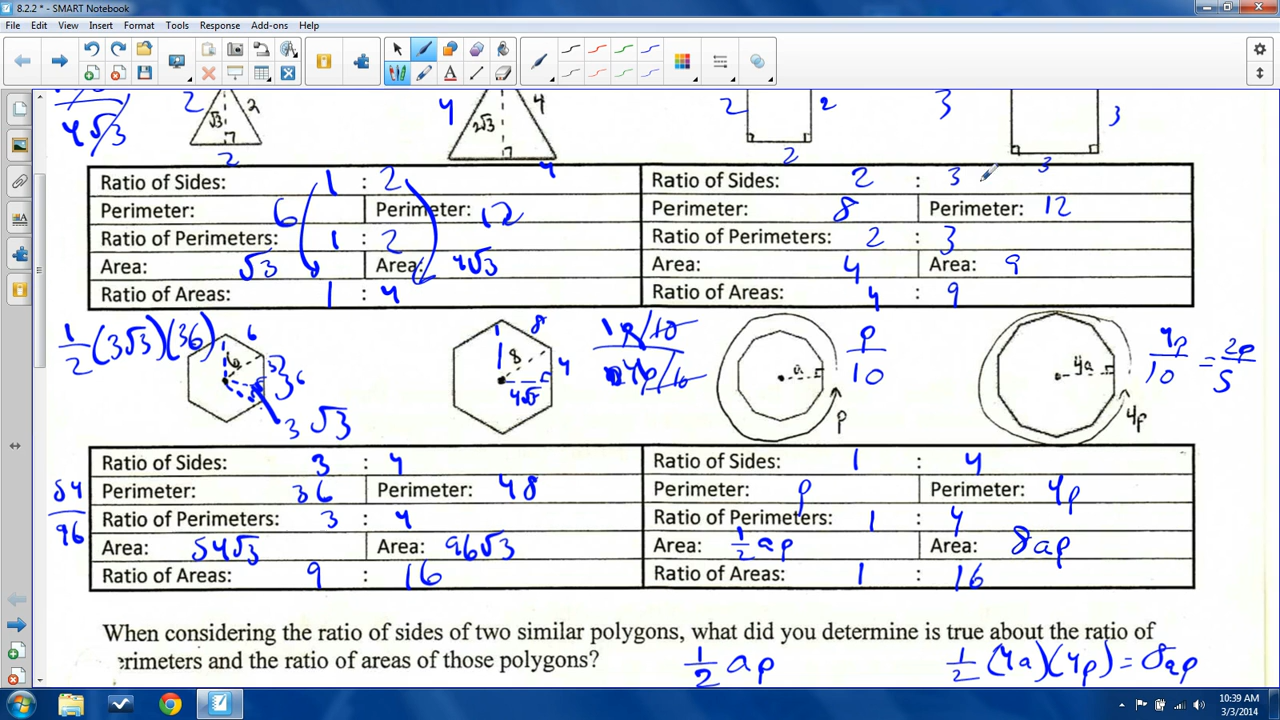 8.2.2 * - SMART Notebook
File Edit View Insert Format Tools Response Add-ons Help
4√3
2 √3 2
2
4 2√3 4
4
2 2
2
3 3
3
Ratio of Sides: 1 : 2
Perimeter: 6 Perimeter: 12
Ratio of Perimeters: 1 : 2
Area: √3 Area: 4√3
Ratio of Areas: 1 : 4
Ratio of Sides: 2 : 3
Perimeter: 8 Perimeter: 12
Ratio of Perimeters: 2 : 3
Area: 4 Area: 9
Ratio of Areas: 4 : 9
1/2 (3√3)(36)
6
6
3 √3
8
8
4
4√3
a
p
p/10
4a
4p
4p/10 = 2p/5
54/96
Ratio of Sides: 3 : 4
Perimeter: 36 Perimeter: 48
Ratio of Perimeters: 3 : 4
Area: 54√3 Area: 96√3
Ratio of Areas: 9 : 16
Ratio of Sides: 1 : 4
Perimeter: p Perimeter: 4p
Ratio of Perimeters: 1 : 4
Area: 1/2 ap Area: 8ap
Ratio of Areas: 1 : 16
When considering the ratio of sides of two similar polygons, what did you determine is true about the ratio of
erimeters and the ratio of areas of those polygons?
1/2 ap
1/2 (4a)(4p) = 8ap
10:39 AM
3/3/2014